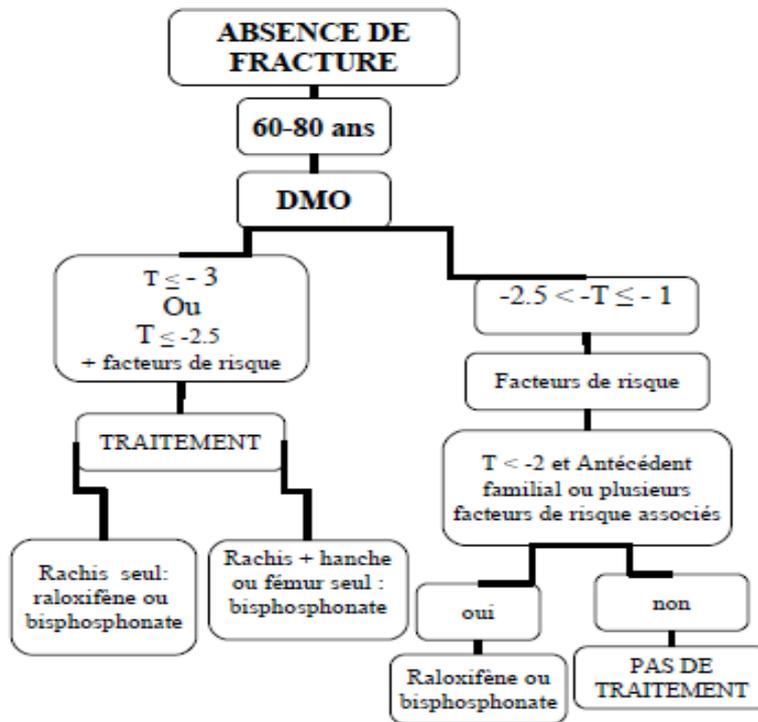 ABSENCE DE
FRACTURE
60-80 ans
DMO
T ≤ - 3
Ou
T ≤ -2.5
+ facteurs de risque
-2.5 < -T ≤ - 1
Facteurs de risque
TRAITEMENT
T < -2 et Antécédent
familial ou plusieurs
facteurs de risque associés
Rachis seul:
raloxifène ou
bisphosphonate
Rachis + hanche
ou fémur seul :
bisphosphonate
oui
non
Raloxifène ou
bisphosphonate
PAS DE
TRAITEMENT